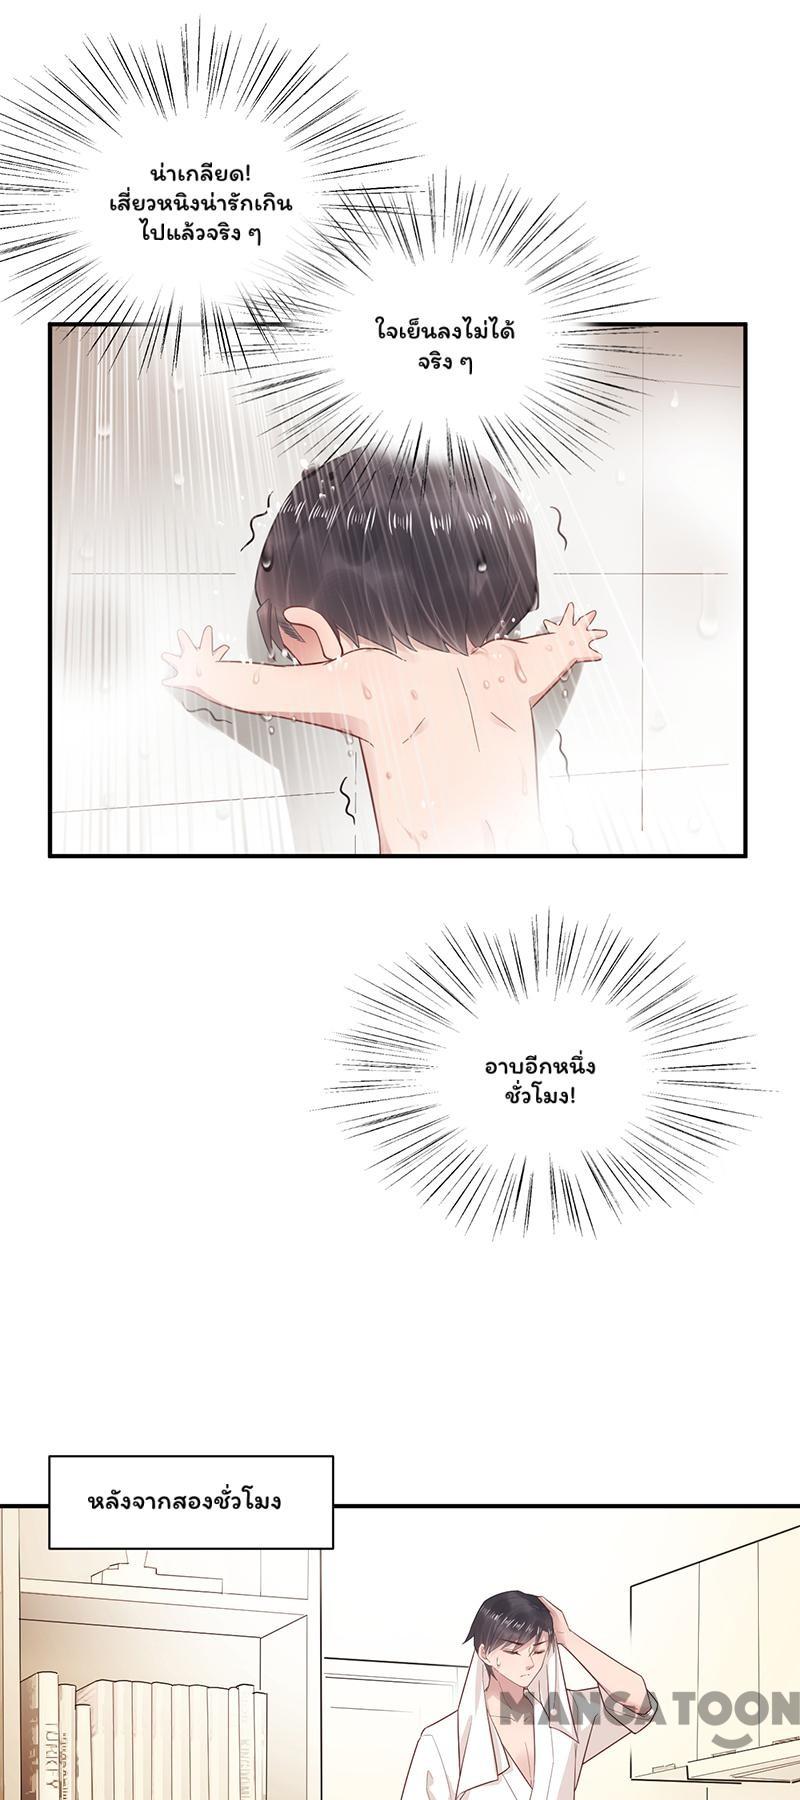 น่าเกลียด!
เสี่ยวหนิงน่ารักเกิน
ไปแล้วจริง ๆ
ใจเย็นลงไม่ได้
จริง ๆ
อาบอีกหนึ่ง
ชั่วโมง!
หลังจากสองชั่วโมง
MANGATOON